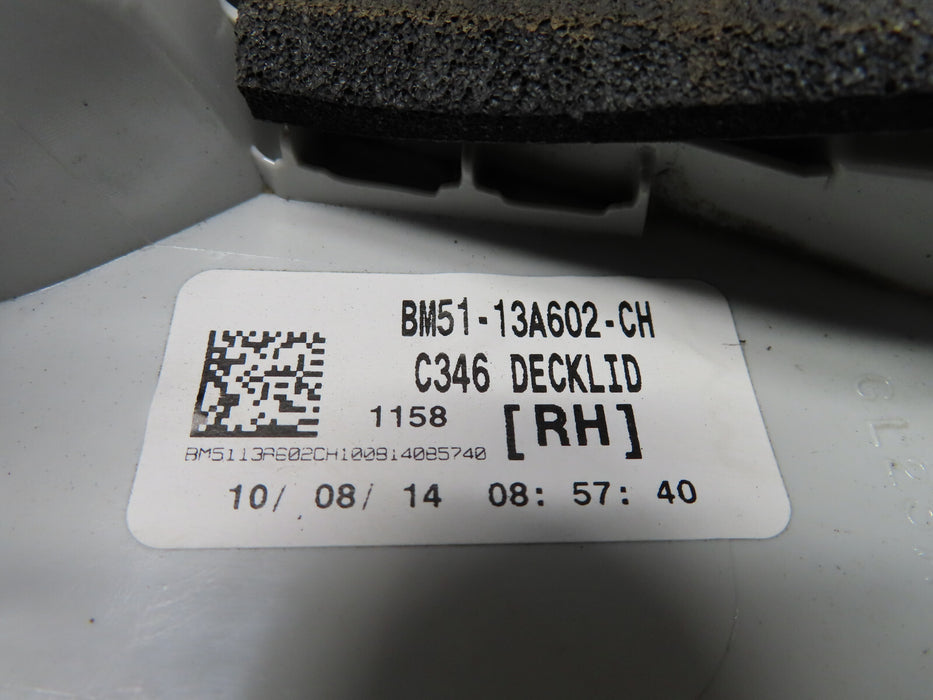 BM51-13A602-CH
C346 DECKLID
1158 [RH]
BM5113A602CH100814085740
10/ 08/ 14 08: 57: 40